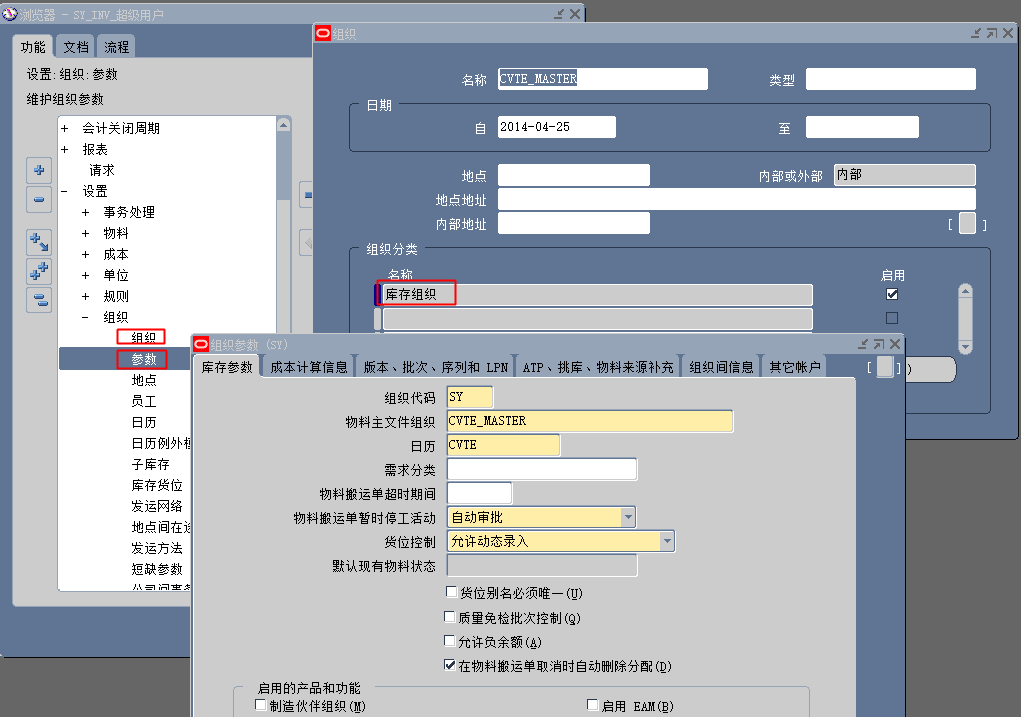 浏览器 - SY_INV_超级用户
功能 文档 流程
设置: 组织: 参数
维护组织参数
+ 会计关闭周期
+ 报表
请求
- 设置
+ 事务处理
+ 物料
+ 成本
+ 单位
+ 规则
- 组织
组织
参数
地点
员工
日历
日历例外
子库存
库存货位
发运网络
地点间在
发运方法
短缺参数
组织
名称 CVTE_MASTER 类型
日期
自 2014-04-25 至
地点 内部或外部 内部
地点地址
内部地址 [ ]
组织分类
名称 启用
库存组织
)
组织参数 (SY)
库存参数 成本计算信息 版本、批次、序列和 LPN ATP、挑库、物料来源补充 组织间信息 其它帐户 [ ]
组织代码 SY
物料主文件组织 CVTE_MASTER
日历 CVTE
需求分类
物料搬运单超时期间
物料搬运单暂时停工活动 自动审批
货位控制 允许动态录入
默认现有物料状态
货位别名必须唯一(U)
质量免检批次控制(Q)
允许负余额(A)
在物料搬运单取消时自动删除分配(D)
启用的产品和功能
制造伙伴组织(M) 启用 EAM(B)